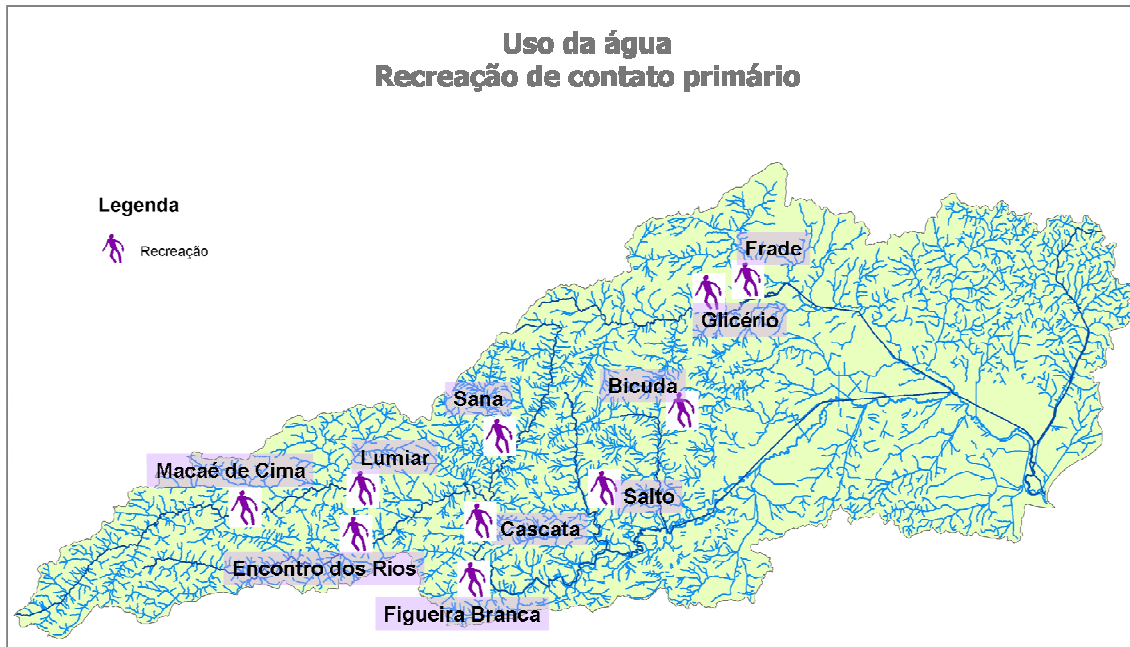 Uso da água
Recreação de contato primário
Legenda
Recreação
Frade
Glicério
Bicuda
Sana
Lumiar
Macaé de Cima
Salto
Cascata
Encontro dos Rios
Figueira Branca